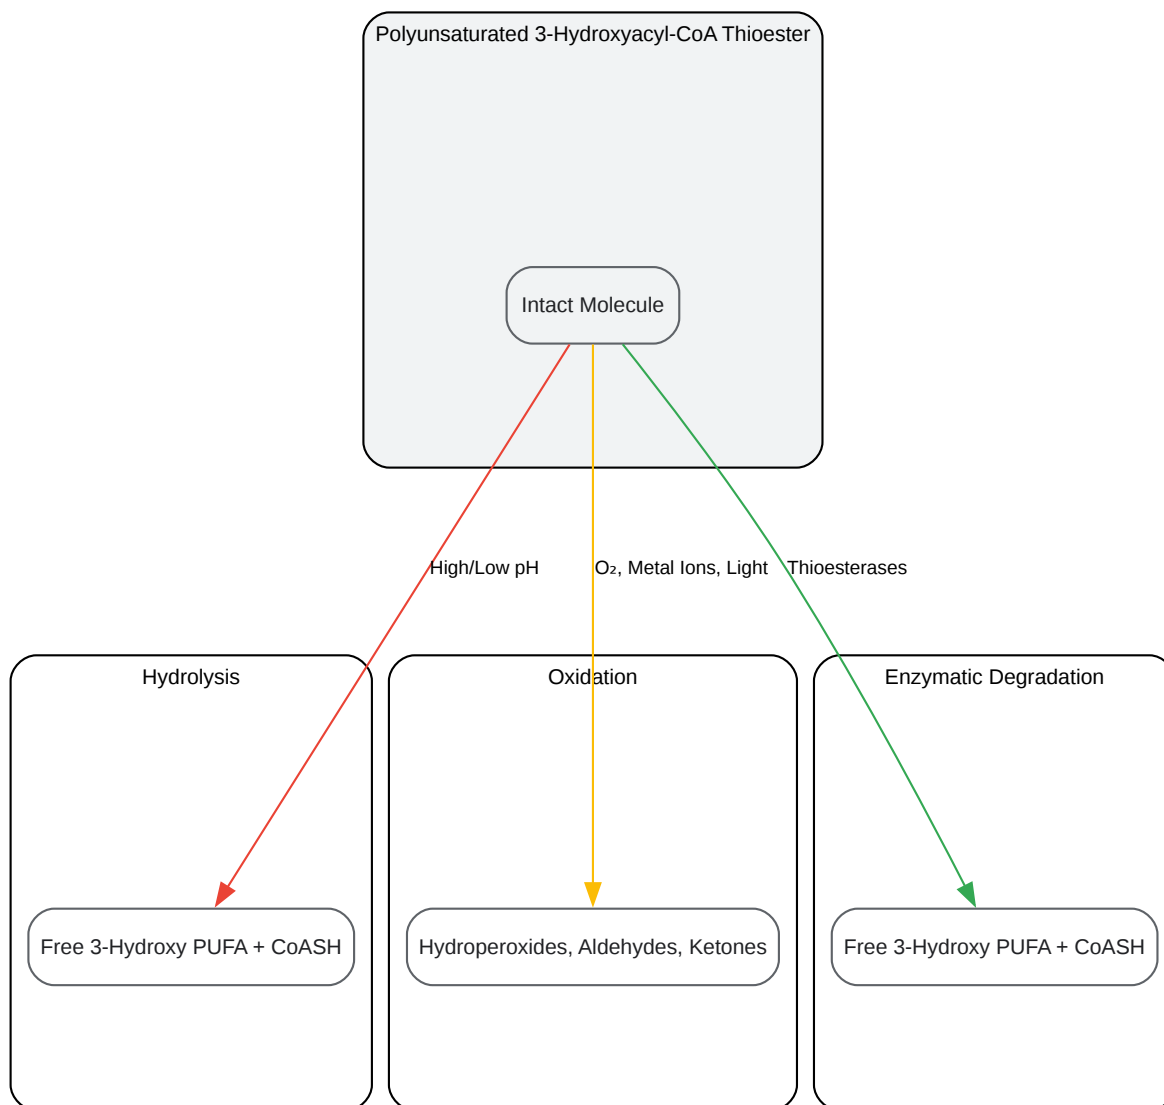 Polyunsaturated 3-Hydroxyacyl-CoA Thioester
Intact Molecule
High/Low pH
O₂, Metal Ions, Light
Thioesterases
Hydrolysis
Oxidation
Enzymatic Degradation
Free 3-Hydroxy PUFA + CoASH
Hydroperoxides, Aldehydes, Ketones
Free 3-Hydroxy PUFA + CoASH